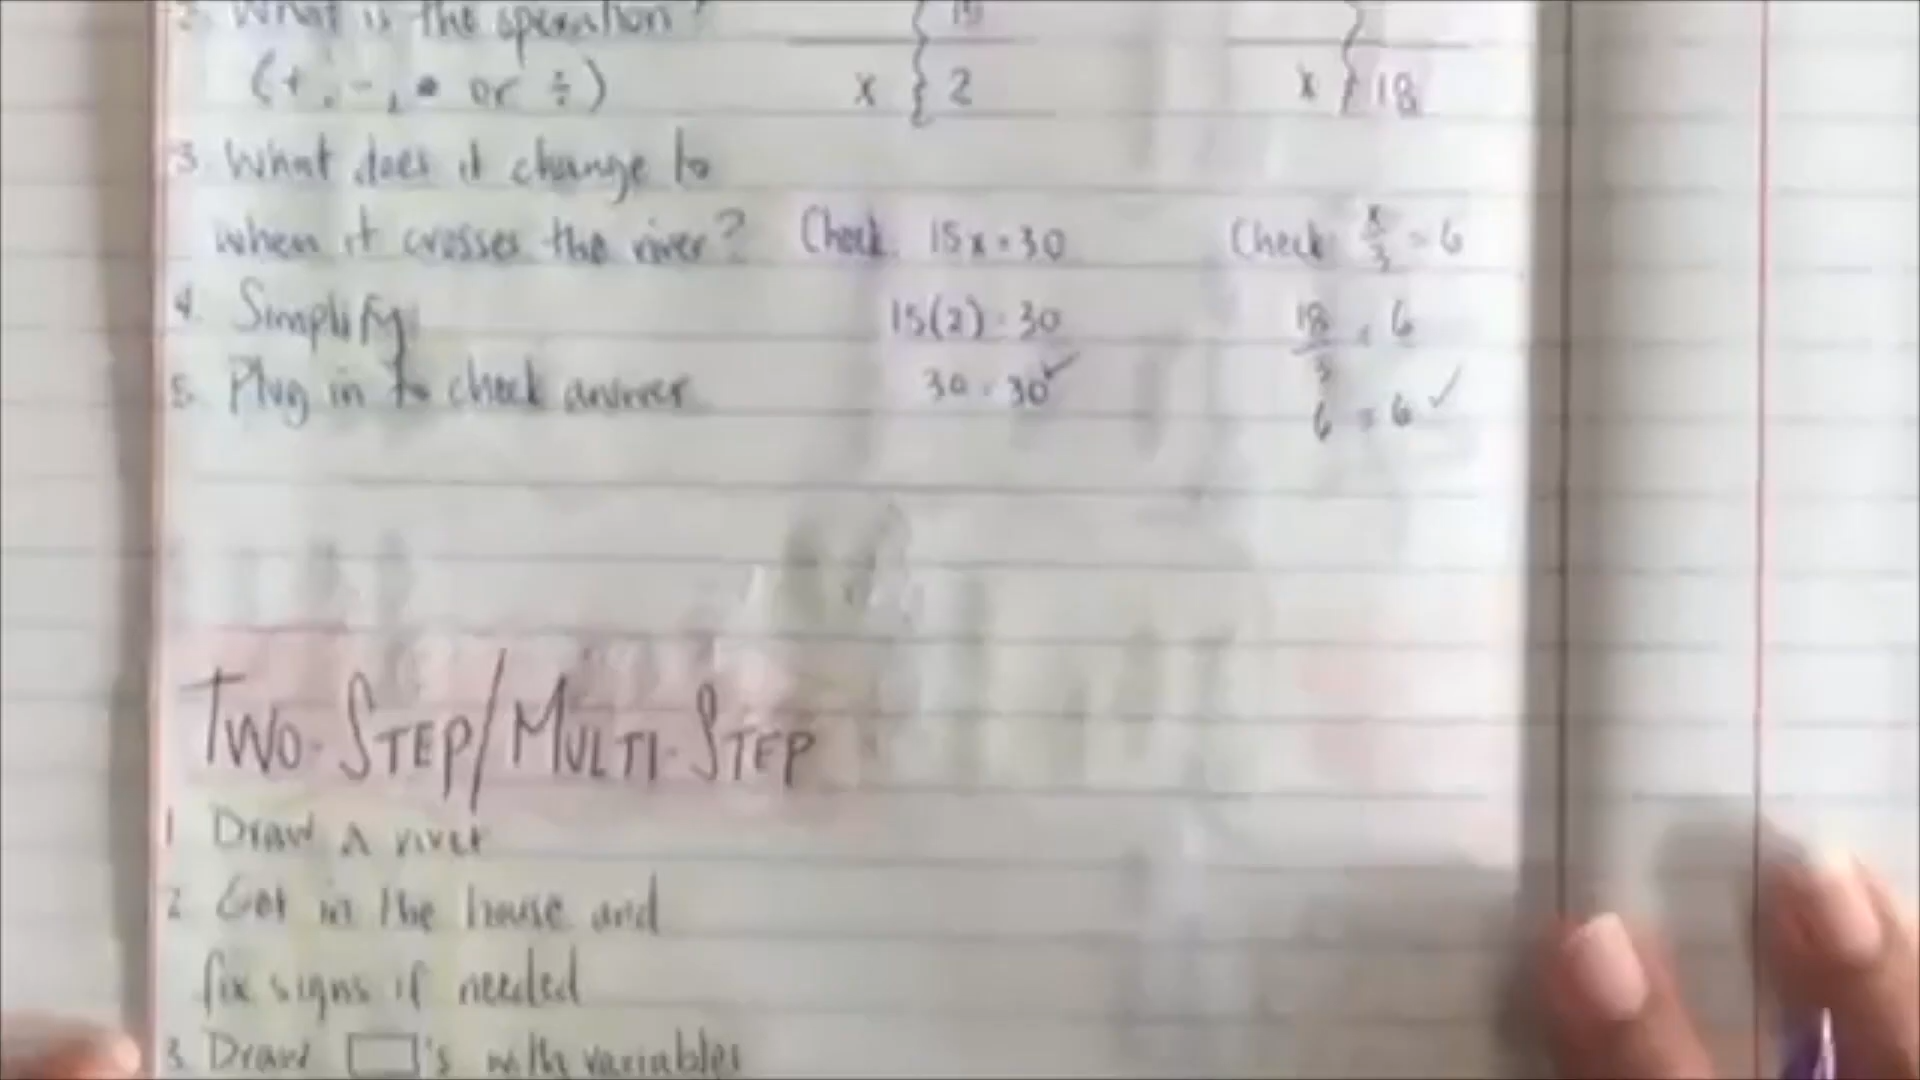 2. What is the operation?
(+, -, • or ÷)
3. What does it change to
when it crosses the river?
4. Simplify
5. Plug in to check answer
15
x 2
Check: 15x = 30
15(2) = 30
30 = 30 ✓
x 18
Check: x/3 = 6
18/3 = 6
6 = 6 ✓
TWO-STEP/MULTI-STEP
1. Draw a river
2. Get in the house and
fix signs if needed
3. Draw □'s with variables